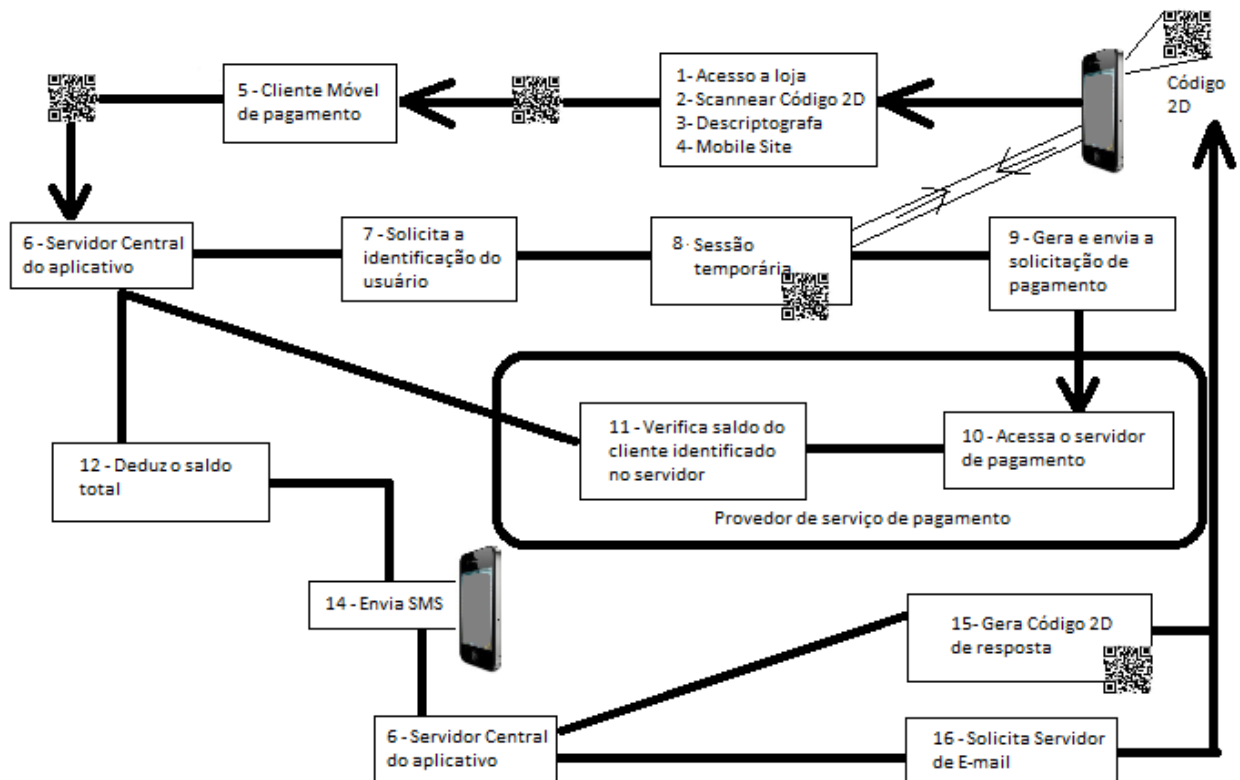 Código
2D
1- Acesso a loja
2- Scannear Código 2D
3- Descriptografa
4- Mobile Site
5 - Cliente Móvel
de pagamento
6 - Servidor Central
do aplicativo
7 - Solicita a
identificação do
usuário
8 - Sessão
temporária
9 - Gera e envia a
solicitação de
pagamento
10 - Acessa o servidor
de pagamento
11 - Verifica saldo do
cliente identificado
no servidor
Provedor de serviço de pagamento
12 - Deduz o saldo
total
14 - Envia SMS
6 - Servidor Central
do aplicativo
15- Gera Código 2D
de resposta
16 - Solicita Servidor
de E-mail